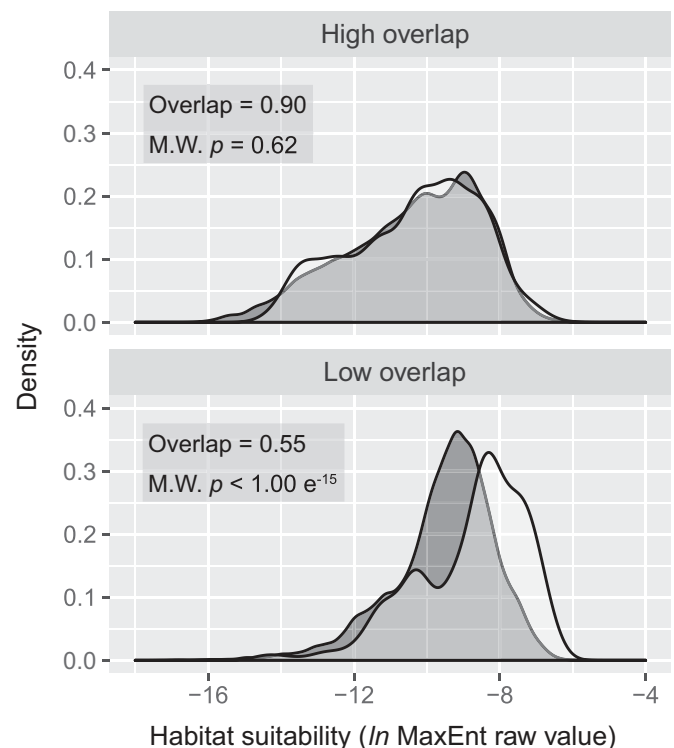 High overlap
0.4
Overlap = 0.90
0.3
M.W. p = 0.62
0.2
0.1
0.0
Density
Low overlap
0.4
Overlap = 0.55
0.3
M.W. p < 1.00 e⁻¹⁵
0.2
0.1
0.0
−16 −12 −8 −4
Habitat suitability (ln MaxEnt raw value)